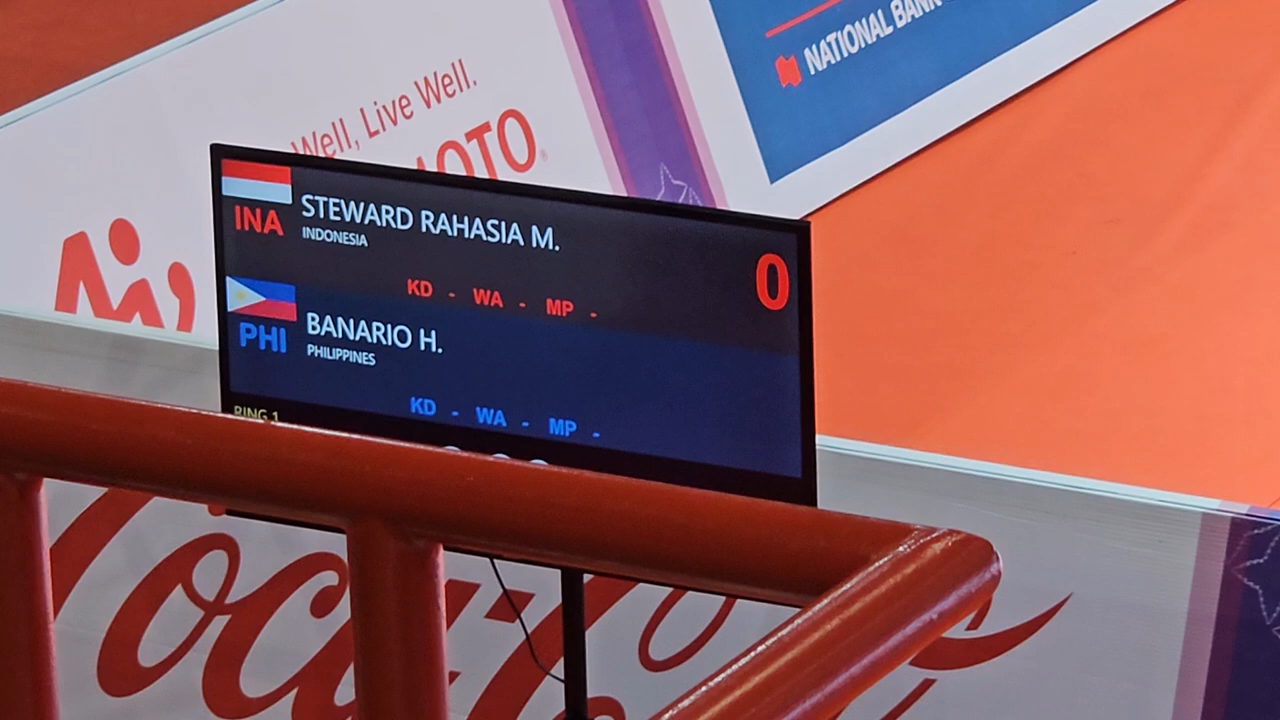 NATIONAL BANK
Well, Live Well.
INA
STEWARD RAHASIA M.
INDONESIA
0
KD - WA - MP -
PHI
BANARIO H.
PHILIPPINES
KD - WA - MP -
RING 1
Coca